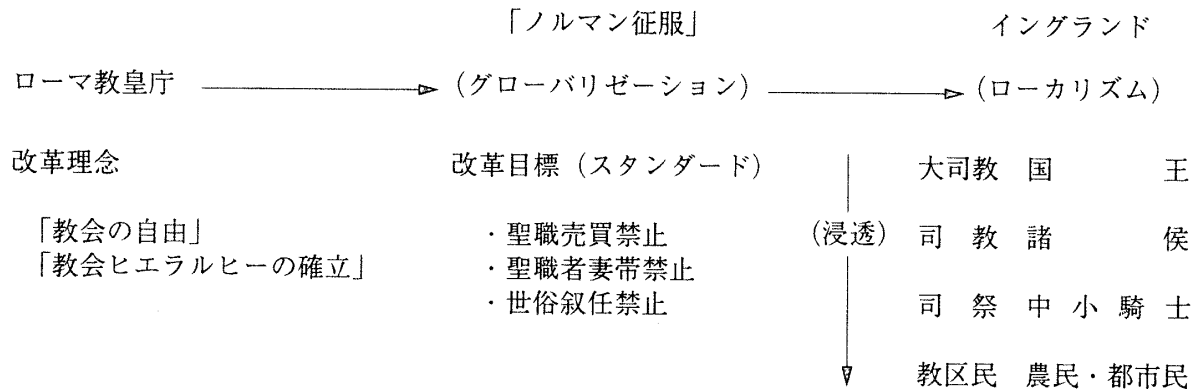 「ノルマン征服」 イングランド
ローマ教皇庁 (グローバリゼーション) (ローカリズム)
改革理念 改革目標(スタンダード) 大司教 国王
「教会の自由」 ・聖職売買禁止 (浸透) 司教 諸侯
「教会ヒエラルヒーの確立」 ・聖職者妻帯禁止
・世俗叙任禁止 司祭 中小騎士
教区民 農民・都市民